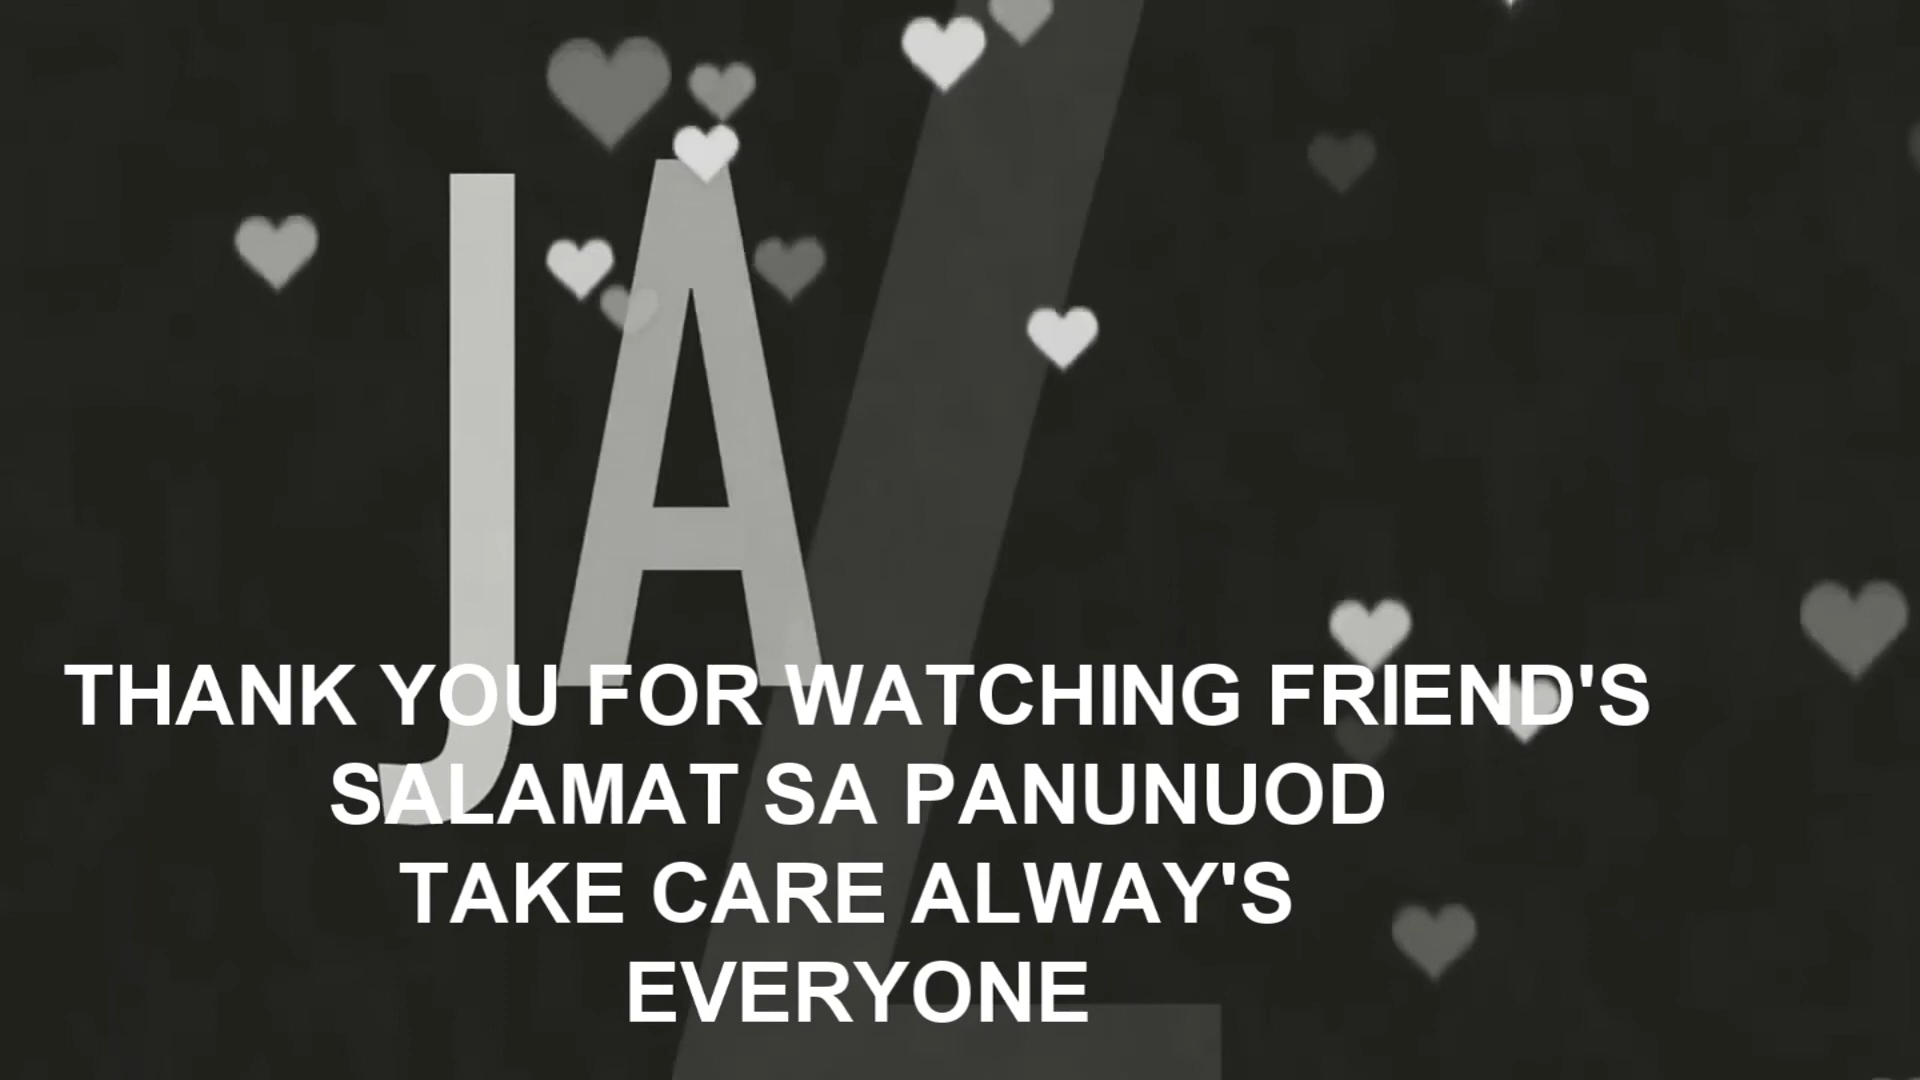 JA
THANK YOU FOR WATCHING FRIEND'S
SALAMAT SA PANUNUOD
TAKE CARE ALWAY'S
EVERYONE